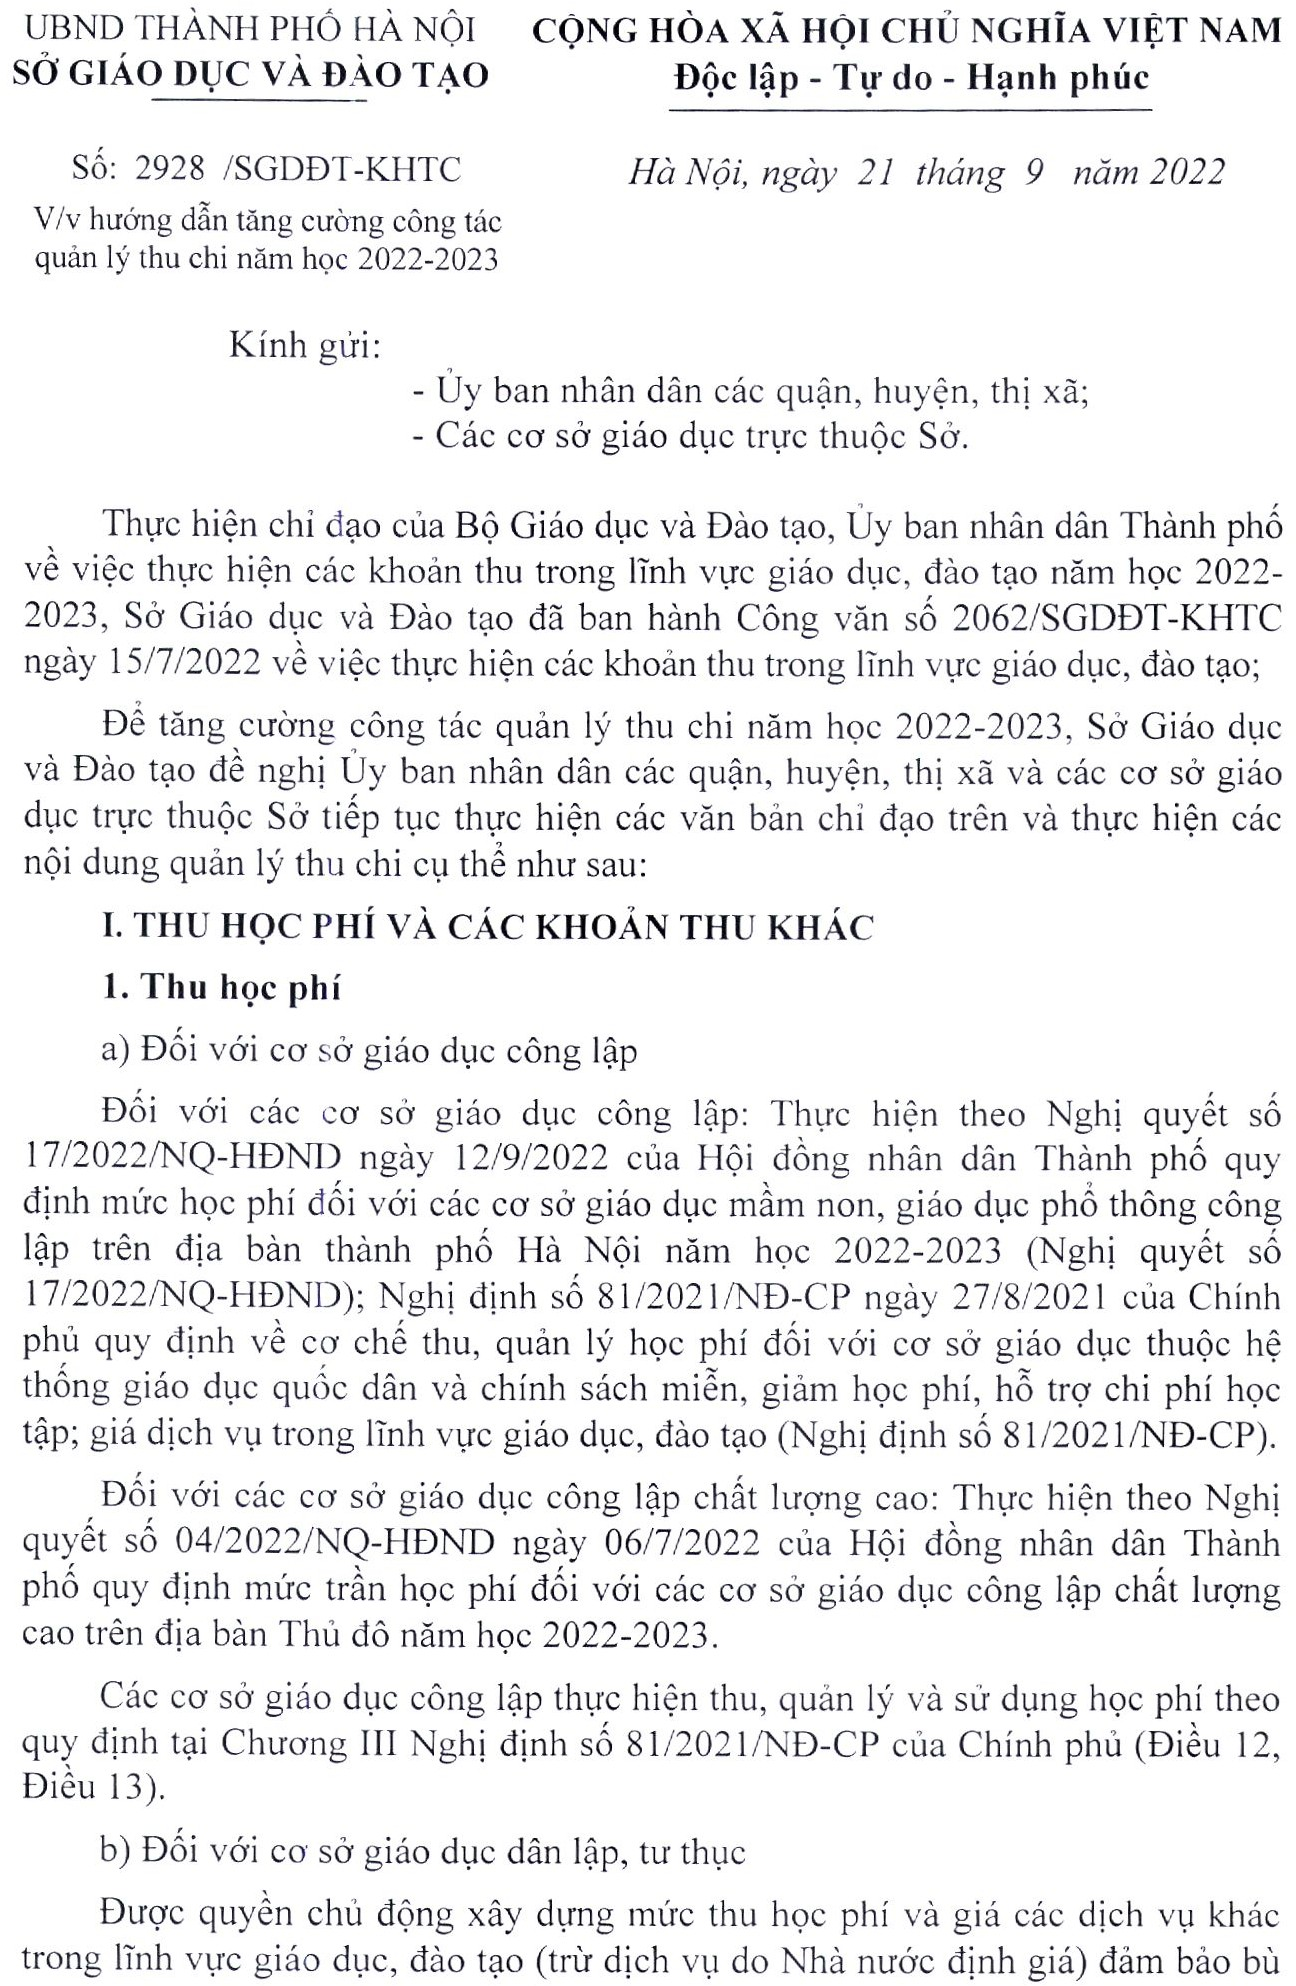 UBND THÀNH PHỐ HÀ NỘI
SỞ GIÁO DỤC VÀ ĐÀO TẠO
CỘNG HÒA XÃ HỘI CHỦ NGHĨA VIỆT NAM
Độc lập - Tự do - Hạnh phúc
Số: 2928 /SGDĐT-KHTC
Hà Nội, ngày 21 tháng 9 năm 2022
V/v hướng dẫn tăng cường công tác
quản lý thu chi năm học 2022-2023
Kính gửi:
- Ủy ban nhân dân các quận, huyện, thị xã;
- Các cơ sở giáo dục trực thuộc Sở.
Thực hiện chỉ đạo của Bộ Giáo dục và Đào tạo, Ủy ban nhân dân Thành phố
về việc thực hiện các khoản thu trong lĩnh vực giáo dục, đào tạo năm học 2022-
2023, Sở Giáo dục và Đào tạo đã ban hành Công văn số 2062/SGDĐT-KHTC
ngày 15/7/2022 về việc thực hiện các khoản thu trong lĩnh vực giáo dục, đào tạo;
Để tăng cường công tác quản lý thu chi năm học 2022-2023, Sở Giáo dục
và Đào tạo đề nghị Ủy ban nhân dân các quận, huyện, thị xã và các cơ sở giáo
dục trực thuộc Sở tiếp tục thực hiện các văn bản chỉ đạo trên và thực hiện các
nội dung quản lý thu chi cụ thể như sau:
I. THU HỌC PHÍ VÀ CÁC KHOẢN THU KHÁC
1. Thu học phí
a) Đối với cơ sở giáo dục công lập
Đối với các cơ sở giáo dục công lập: Thực hiện theo Nghị quyết số
17/2022/NQ-HĐND ngày 12/9/2022 của Hội đồng nhân dân Thành phố quy
định mức học phí đối với các cơ sở giáo dục mầm non, giáo dục phổ thông công
lập trên địa bàn thành phố Hà Nội năm học 2022-2023 (Nghị quyết số
17/2022/NQ-HĐND); Nghị định số 81/2021/NĐ-CP ngày 27/8/2021 của Chính
phủ quy định về cơ chế thu, quản lý học phí đối với cơ sở giáo dục thuộc hệ
thống giáo dục quốc dân và chính sách miễn, giảm học phí, hỗ trợ chi phí học
tập; giá dịch vụ trong lĩnh vực giáo dục, đào tạo (Nghị định số 81/2021/NĐ-CP).
Đối với các cơ sở giáo dục công lập chất lượng cao: Thực hiện theo Nghị
quyết số 04/2022/NQ-HĐND ngày 06/7/2022 của Hội đồng nhân dân Thành
phố quy định mức trần học phí đối với các cơ sở giáo dục công lập chất lượng
cao trên địa bàn Thủ đô năm học 2022-2023.
Các cơ sở giáo dục công lập thực hiện thu, quản lý và sử dụng học phí theo
quy định tại Chương III Nghị định số 81/2021/NĐ-CP của Chính phủ (Điều 12,
Điều 13).
b) Đối với cơ sở giáo dục dân lập, tư thục
Được quyền chủ động xây dựng mức thu học phí và giá các dịch vụ khác
trong lĩnh vực giáo dục, đào tạo (trừ dịch vụ do Nhà nước định giá) đảm bảo bù